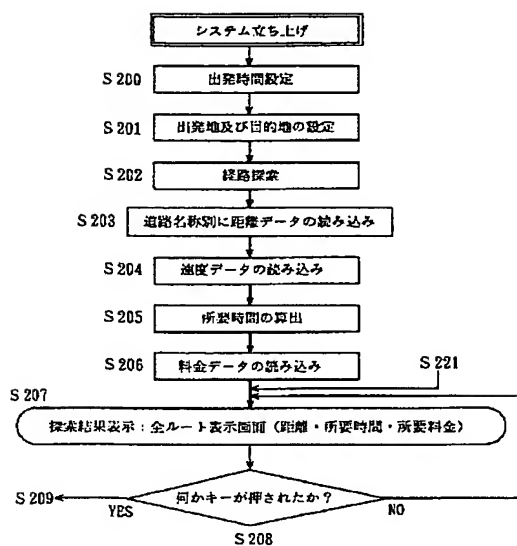 システム立ち上げ
S 200 出発時間設定
S 201 出発地及び目的地の設定
S 202 経路探索
S 203 道路名称別に距離データの読み込み
S 204 速度データの読み込み
S 205 所要時間の算出
S 206 料金データの読み込み
S 221
S 207
探索結果表示：全ルート表示画面（距離・所要時間・所要料金）
S 209 何かキーが押されたか？
YES NO
S 208